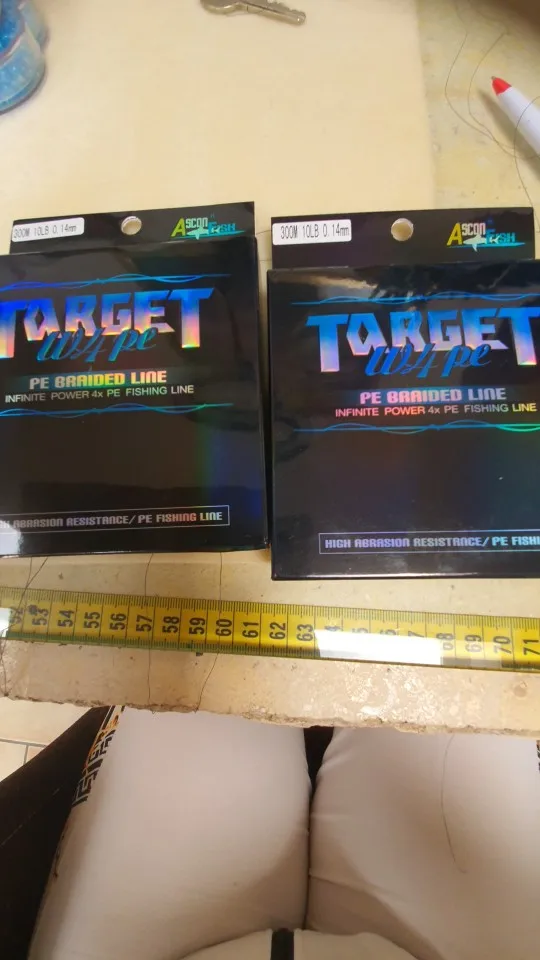 300M 10LB 0.14mm
ASCON FISH
TARGET
W4 pe
PE BRAIDED LINE
INFINITE POWER 4x PE FISHING LINE
ABRASION RESISTANCE/ PE FISHING LINE
300M 10LB 0.14mm
ASCON FISH
TARGET
W4 pe
PE BRAIDED LINE
INFINITE POWER 4x PE FISHING LINE
HIGH ABRASION RESISTANCE/ PE FISHI
53 54 55 56 57 58 59 60 61 62 63 68 69 70 71